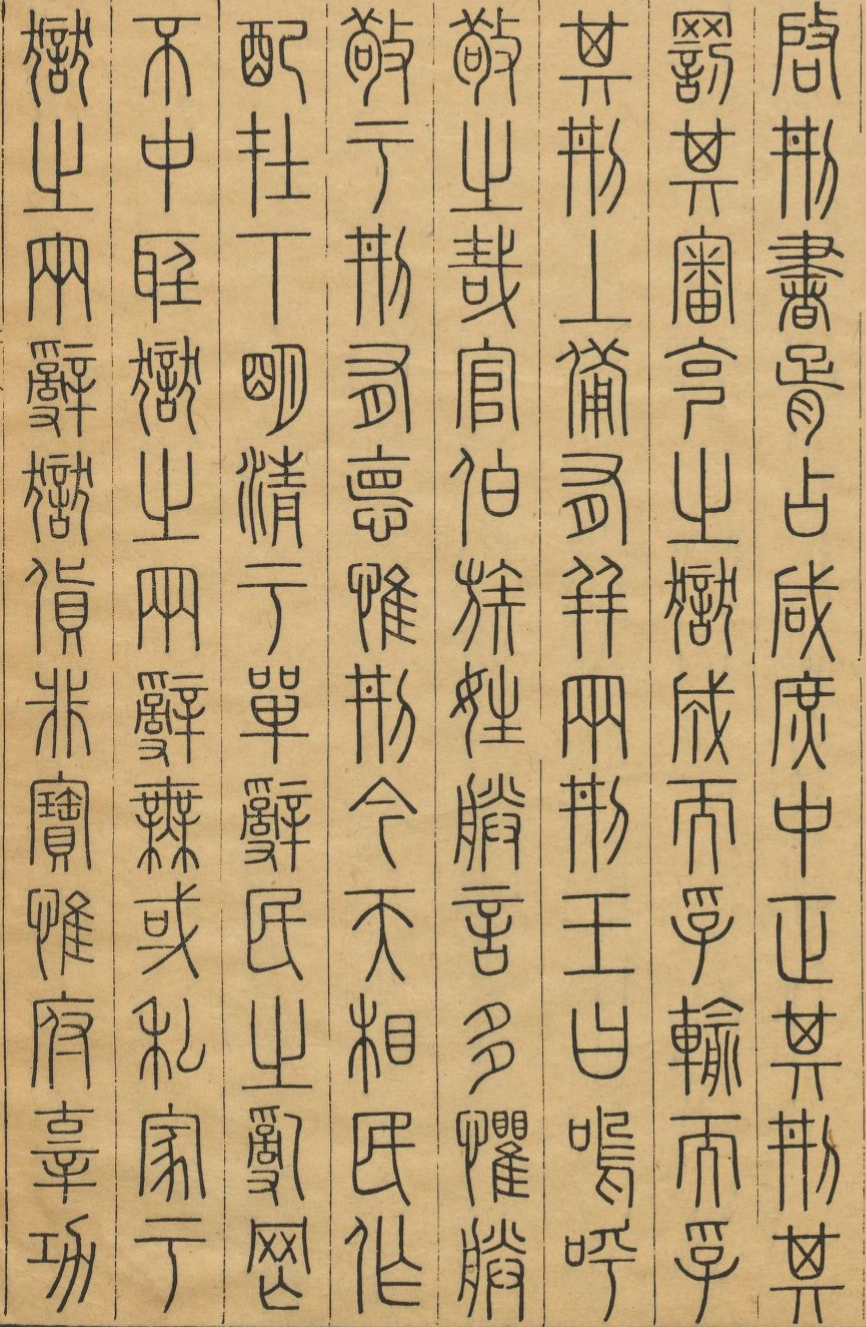 啓刑書胥占咸庶中正其刑其
罰其審克之獄成而孚輸而孚
其刑上備有并兩刑王曰嗚呼
敬之哉官伯族姓朕言多懼朕
敬于刑有悳惟刑今天相民作
配在下明清于單辭民之亂罔
不中聽獄之兩辭無或私家于
獄之兩辭獄貨非寶惟府辜功